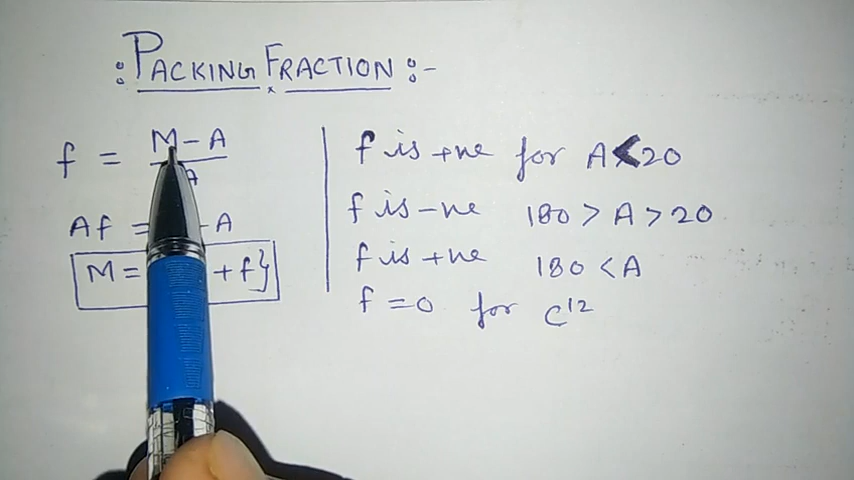 : PACKING FRACTION :-
f = M - A
A
Af = - A
M = + f}
f is +ve for A < 20
f is -ve 180 > A > 20
f is +ve 180 < A
f = 0 for C¹²